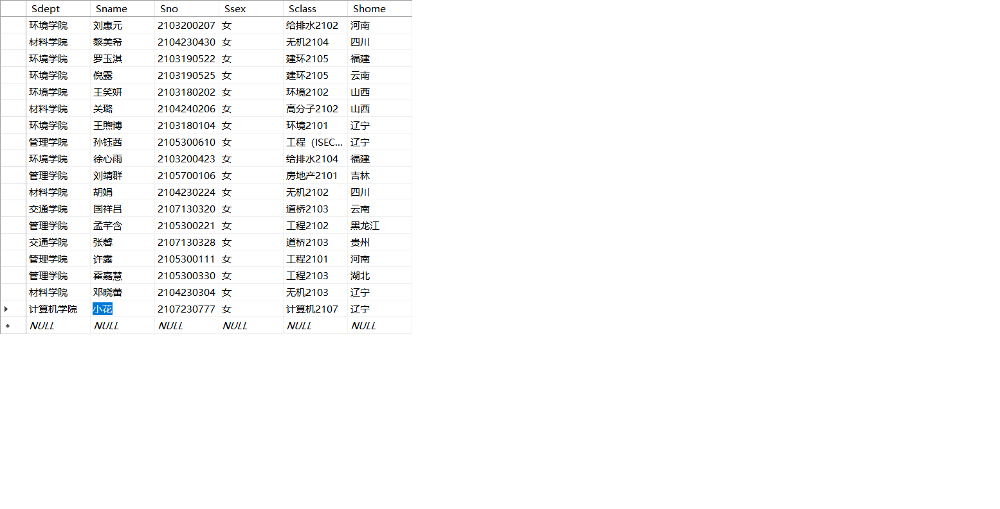 Sdept Sname Sno Ssex Sclass Shome
环境学院 刘惠元 2103200207 女 给排水2102 河南
材料学院 黎美希 2104230430 女 无机2104 四川
环境学院 罗玉淇 2103190522 女 建环2105 福建
环境学院 倪露 2103190525 女 建环2105 云南
环境学院 王笑妍 2103180202 女 环境2102 山西
材料学院 关璐 2104240206 女 高分子2102 山西
环境学院 王煦博 2103180104 女 环境2101 辽宁
管理学院 孙钰茜 2105300610 女 工程（ISEC... 辽宁
环境学院 徐心雨 2103200423 女 给排水2104 福建
管理学院 刘靖群 2105700106 女 房地产2101 吉林
材料学院 胡娟 2104230224 女 无机2102 四川
交通学院 国祥吕 2107130320 女 道桥2103 云南
管理学院 孟芊含 2105300221 女 工程2102 黑龙江
交通学院 张馨 2107130328 女 道桥2103 贵州
管理学院 许露 2105300111 女 工程2101 河南
管理学院 霍嘉慧 2105300330 女 工程2103 湖北
材料学院 邓晓蕾 2104230304 女 无机2103 辽宁
计算机学院 小花 2107230777 女 计算机2107 辽宁
NULL NULL NULL NULL NULL NULL